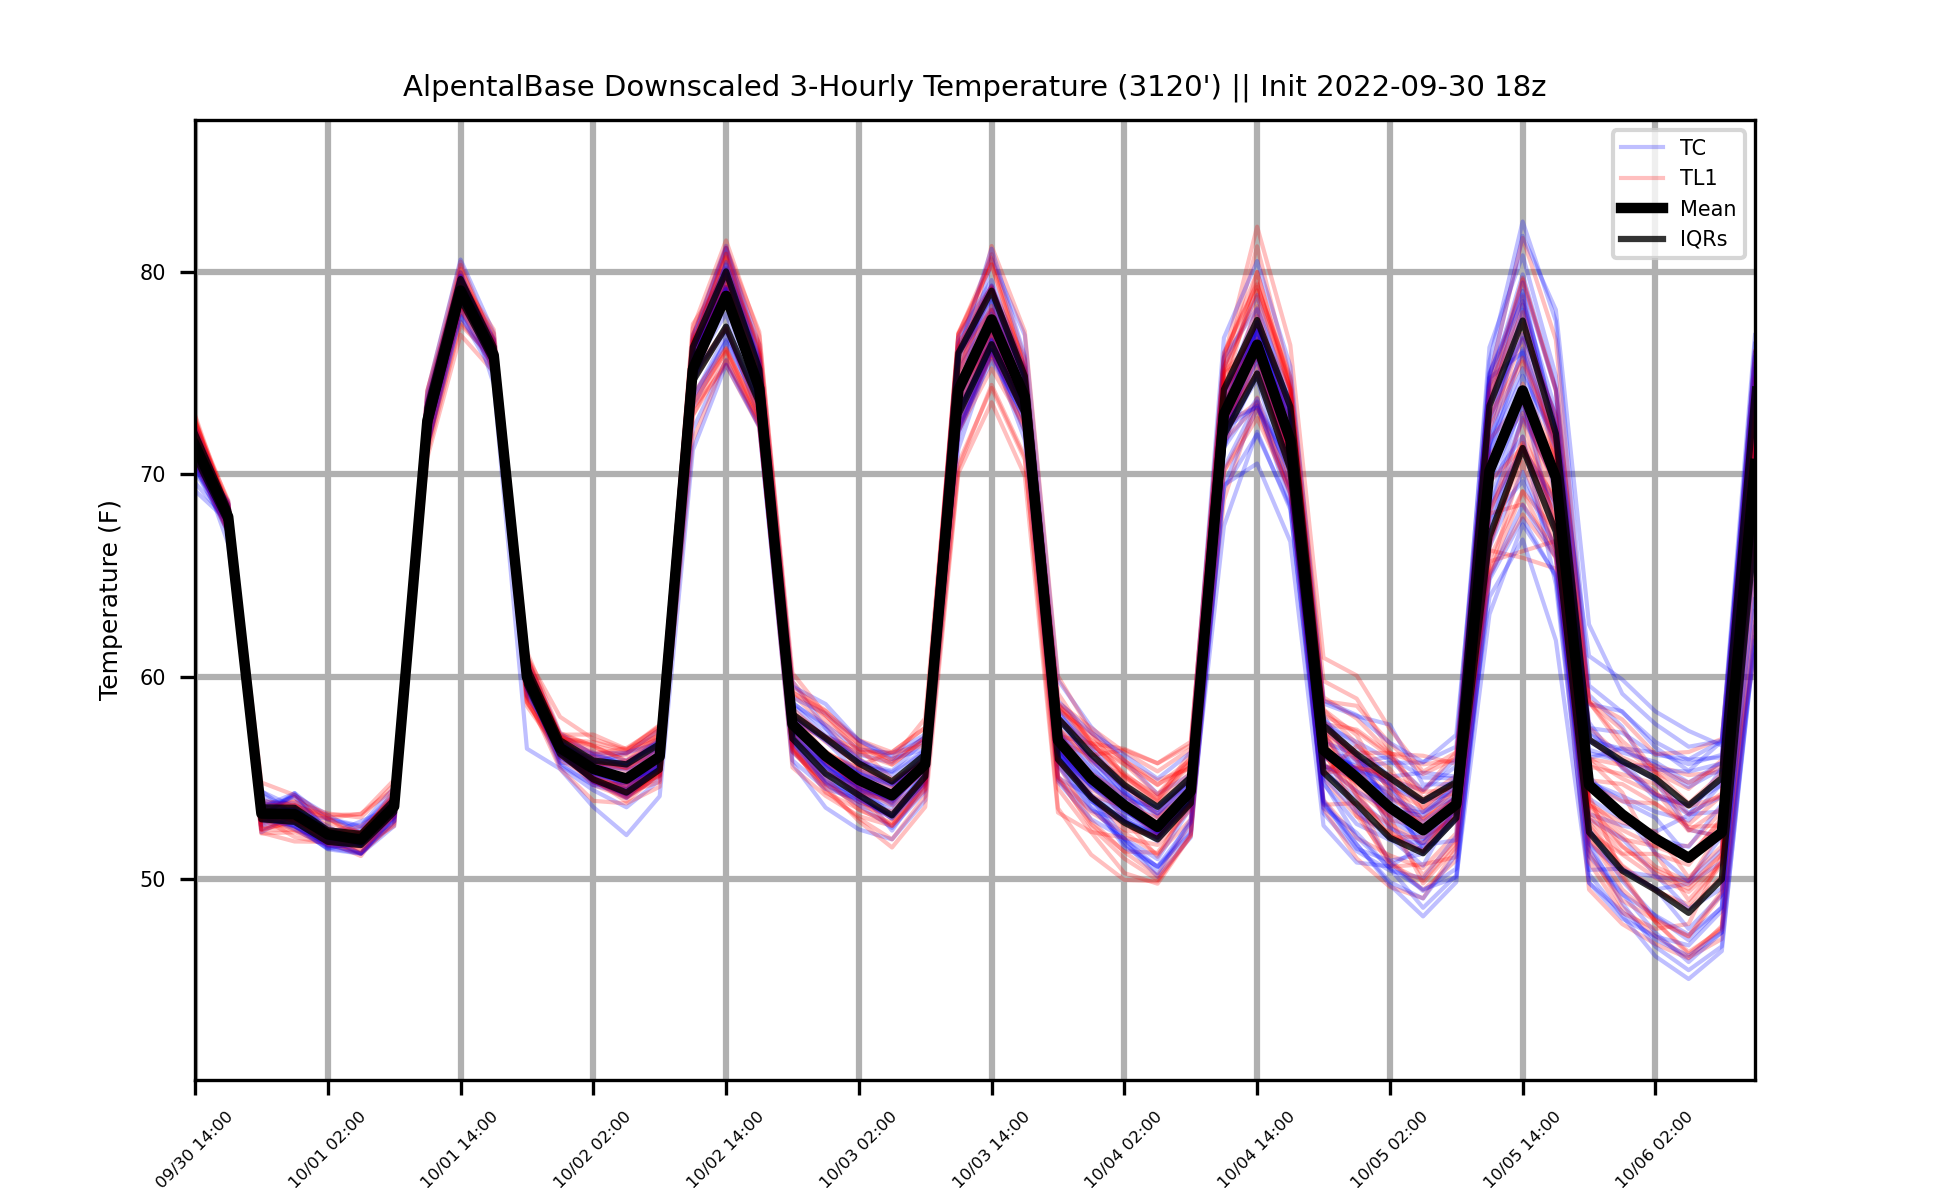 AlpentalBase Downscaled 3-Hourly Temperature (3120') || Init 2022-09-30 18z
TC
TL1
Mean
IQRs
Temperature (F)
80
70
60
50
09/30 14:00
10/01 02:00
10/01 14:00
10/02 02:00
10/02 14:00
10/03 02:00
10/03 14:00
10/04 02:00
10/04 14:00
10/05 02:00
10/05 14:00
10/06 02:00